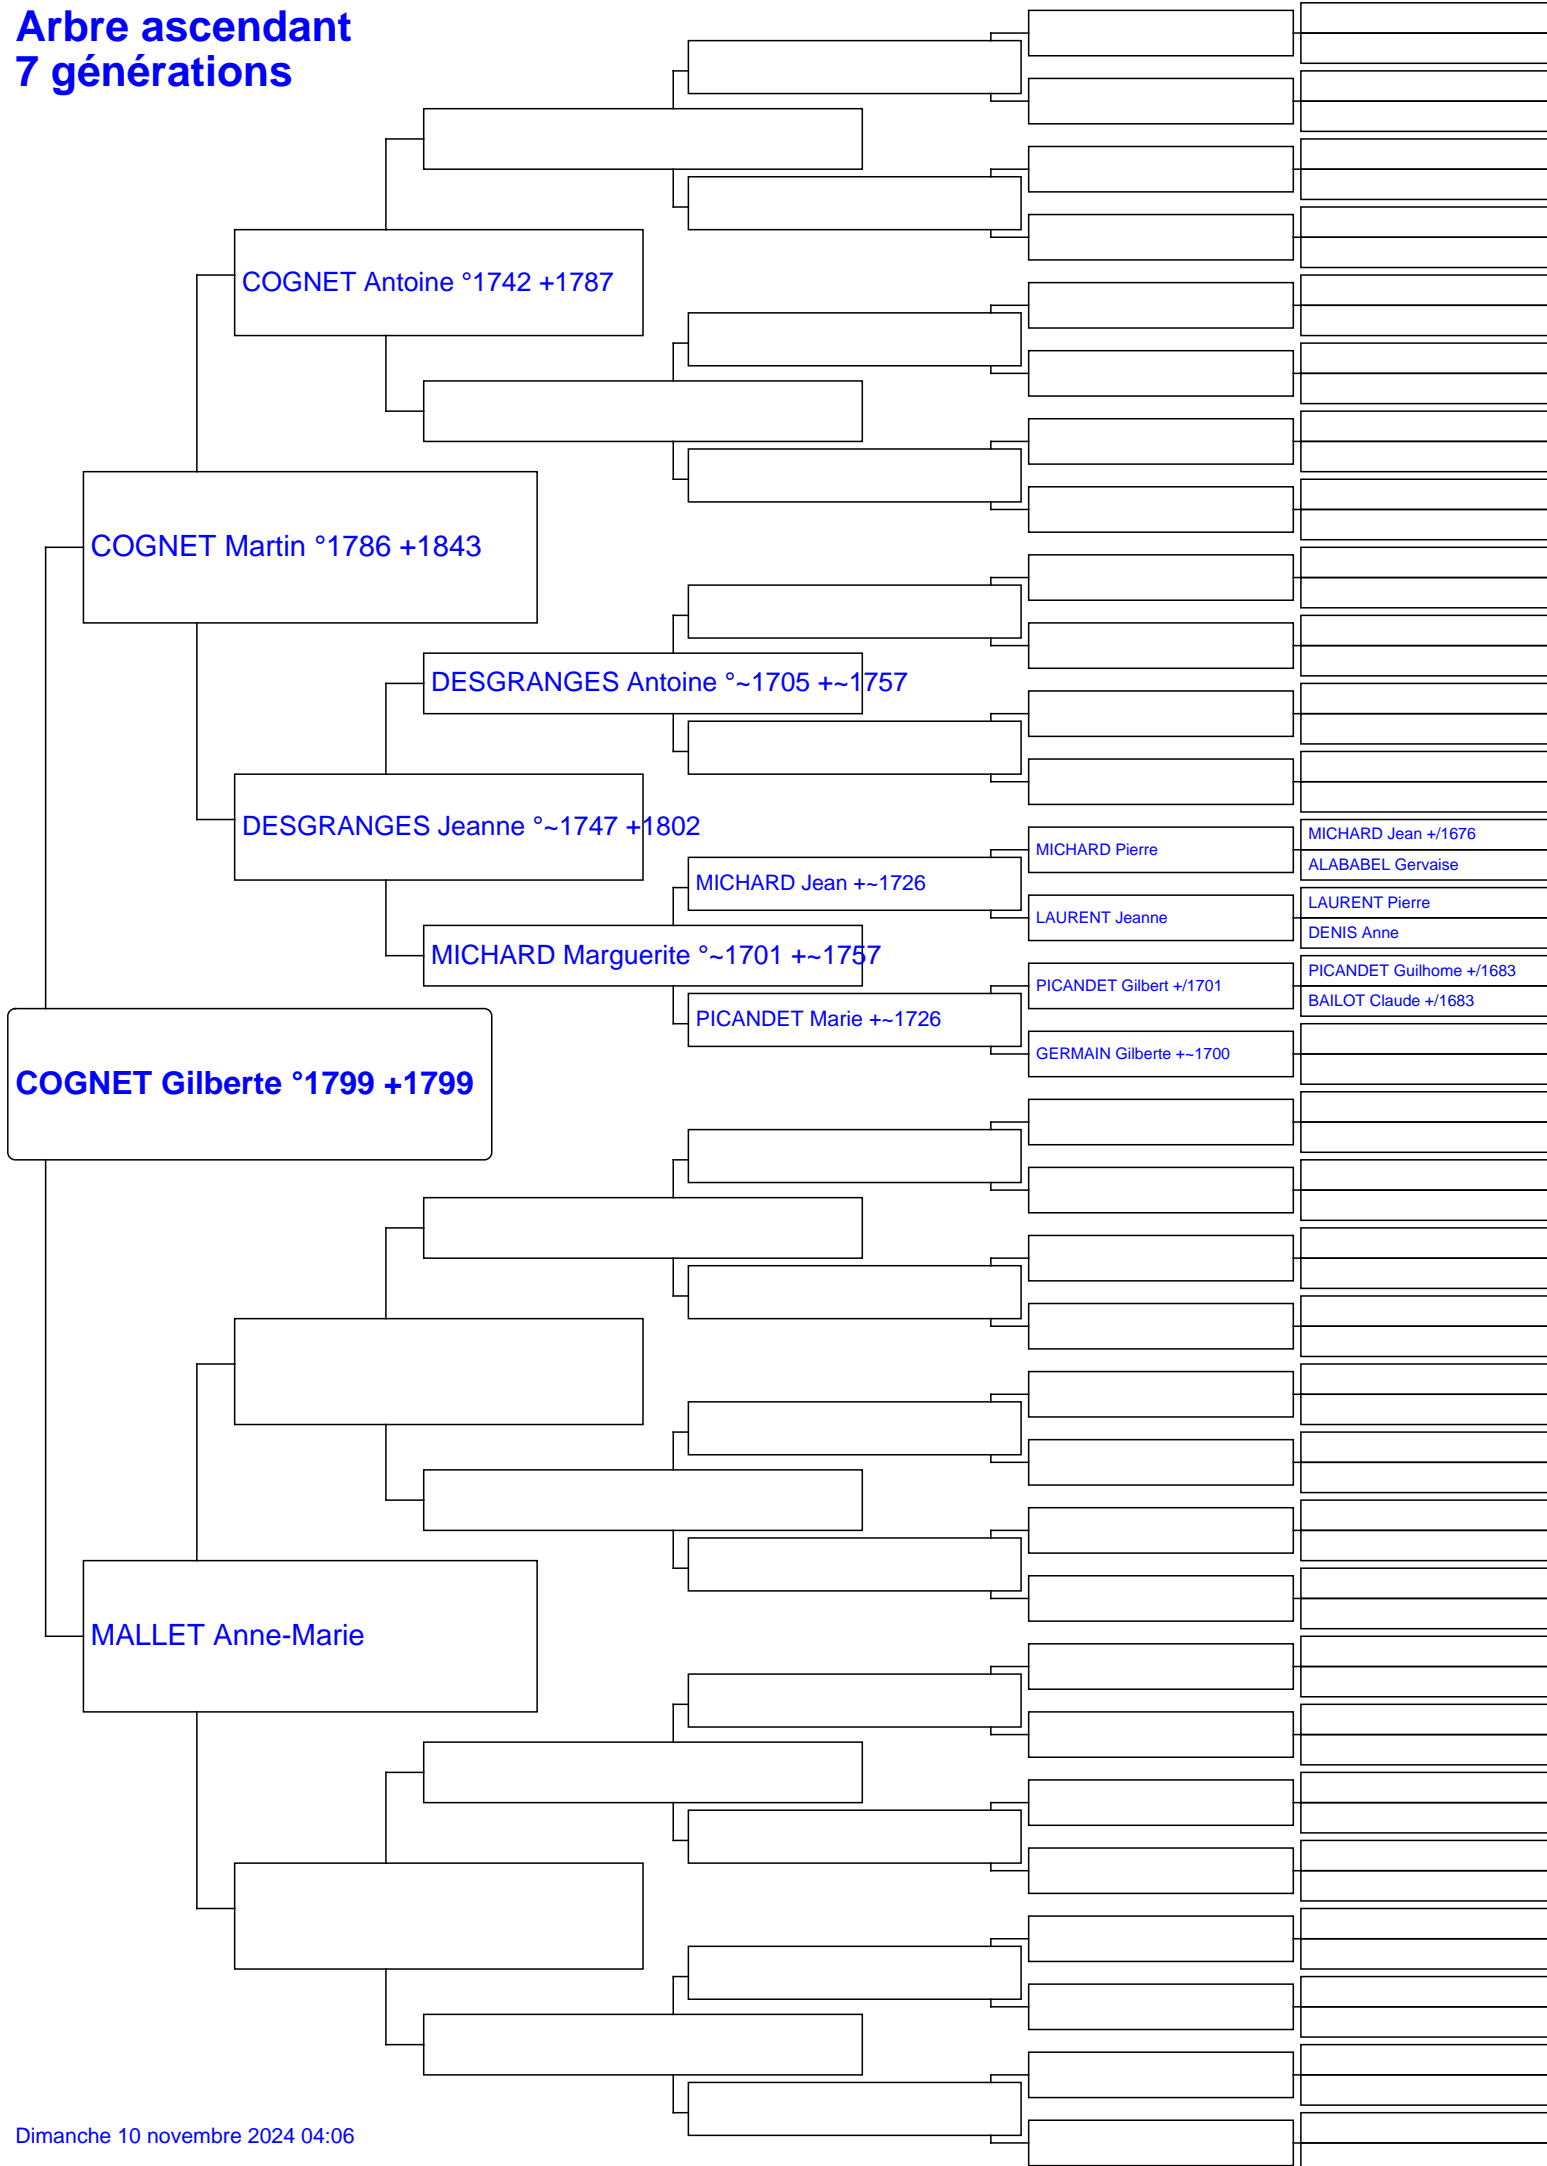 Arbre ascendant
7 générations
COGNET Antoine °1742 +1787
COGNET Martin °1786 +1843
DESGRANGES Antoine °~1705 +~1757
DESGRANGES Jeanne °~1747 +1802
MICHARD Jean +~1726
MICHARD Pierre
MICHARD Jean +/1676
ALABABEL Gervaise
LAURENT Jeanne
LAURENT Pierre
DENIS Anne
MICHARD Marguerite °~1701 +~1757
PICANDET Marie +~1726
PICANDET Gilbert +/1701
PICANDET Guilhome +/1683
BAILOT Claude +/1683
GERMAIN Gilberte +~1700
COGNET Gilberte °1799 +1799
MALLET Anne-Marie
Dimanche 10 novembre 2024 04:06